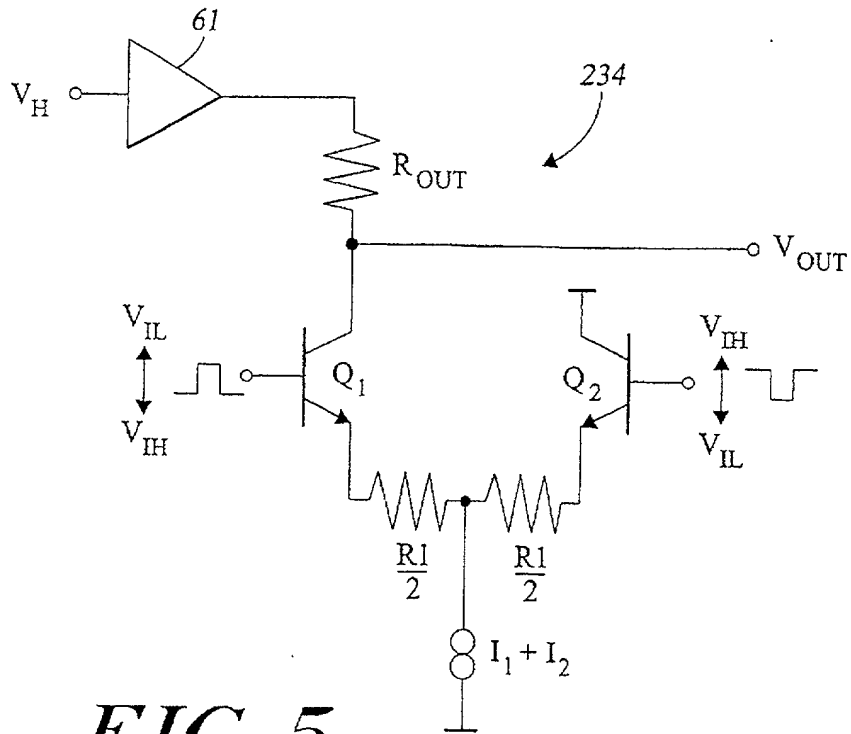 61
V_H
234
R_OUT
V_OUT
V_IL
V_IH
Q_1
Q_2
V_IH
V_IL
R1/2
R1/2
I_1 + I_2
FIG. 5